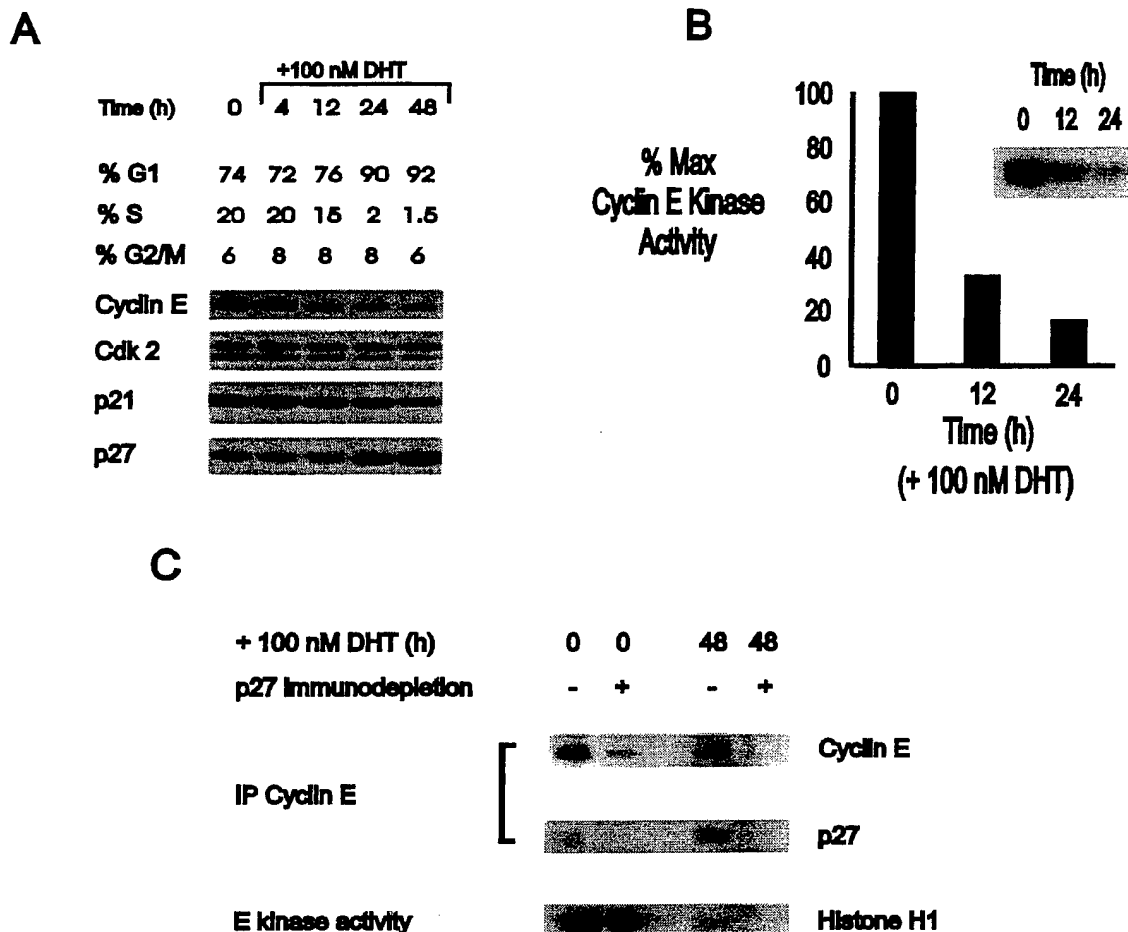 A
+100 nM DHT
Time (h) 0 4 12 24 48
% G1 74 72 76 90 92
% S 20 20 15 2 1.5
% G2/M 6 8 8 8 6
Cyclin E
Cdk 2
p21
p27
B
Time (h)
0 12 24
% Max
Cyclin E Kinase
Activity
100
80
60
40
20
0
0 12 24
Time (h)
(+ 100 nM DHT)
C
+ 100 nM DHT (h) 0 0 48 48
p27 Immunodepletion - + - +
IP Cyclin E
Cyclin E
p27
E kinase activity Histone H1